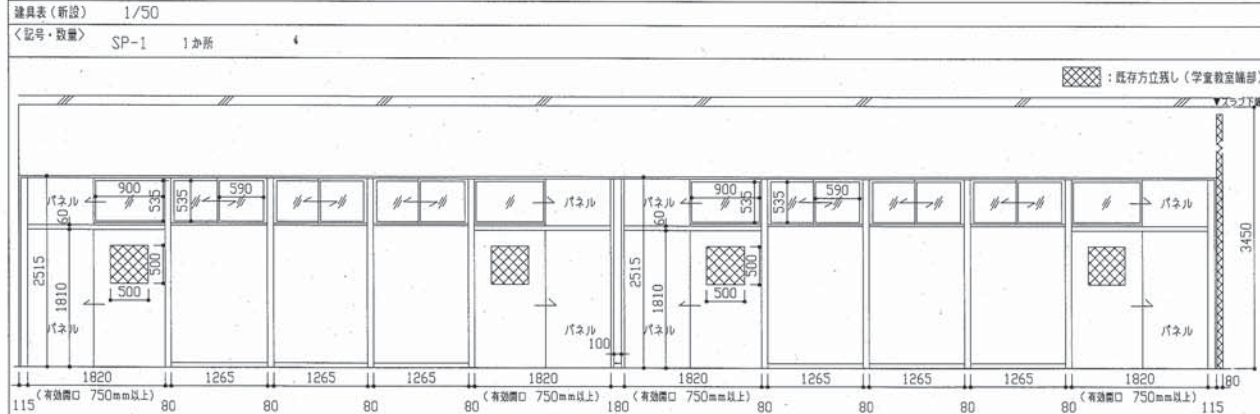 建具表(新設) 1/50
〈記号・数量〉 SP-1 1か所
:既存方立残し(学童教室端部)
▼スラブ下端
パネル 900 535 535 590 パネル パネル 900 535 535 590 パネル
60 60
3450
2515 1810 500 500 2515 1810 500 500
パネル パネル パネル パネル
100
1820 1265 1265 1265 1820 1820 1265 1265 1265 1820 80
(有効開口 750mm以上) (有効開口 750mm以上) (有効開口 750mm以上) (有効開口 750mm以上)
115 80 80 80 80 180 80 80 80 80 115